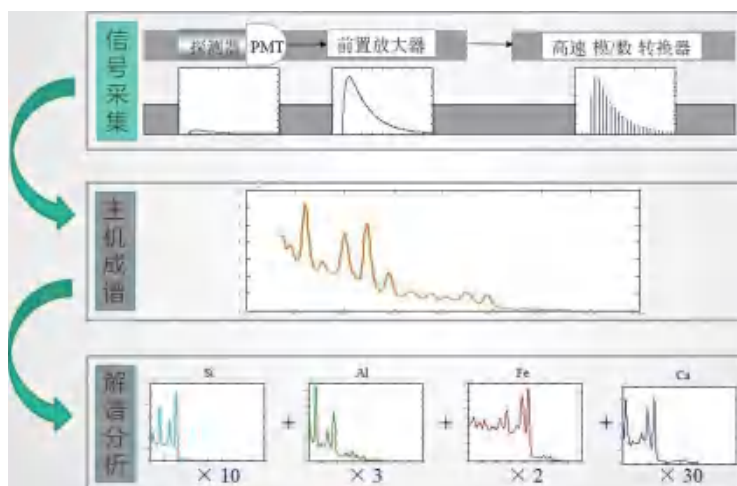 信号采集
探测器 PMT 前置放大器 高速 模/数 转换器
主机成谱
解谱分析
Si Al Fe Ca
+ + +
× 10 × 3 × 2 × 30